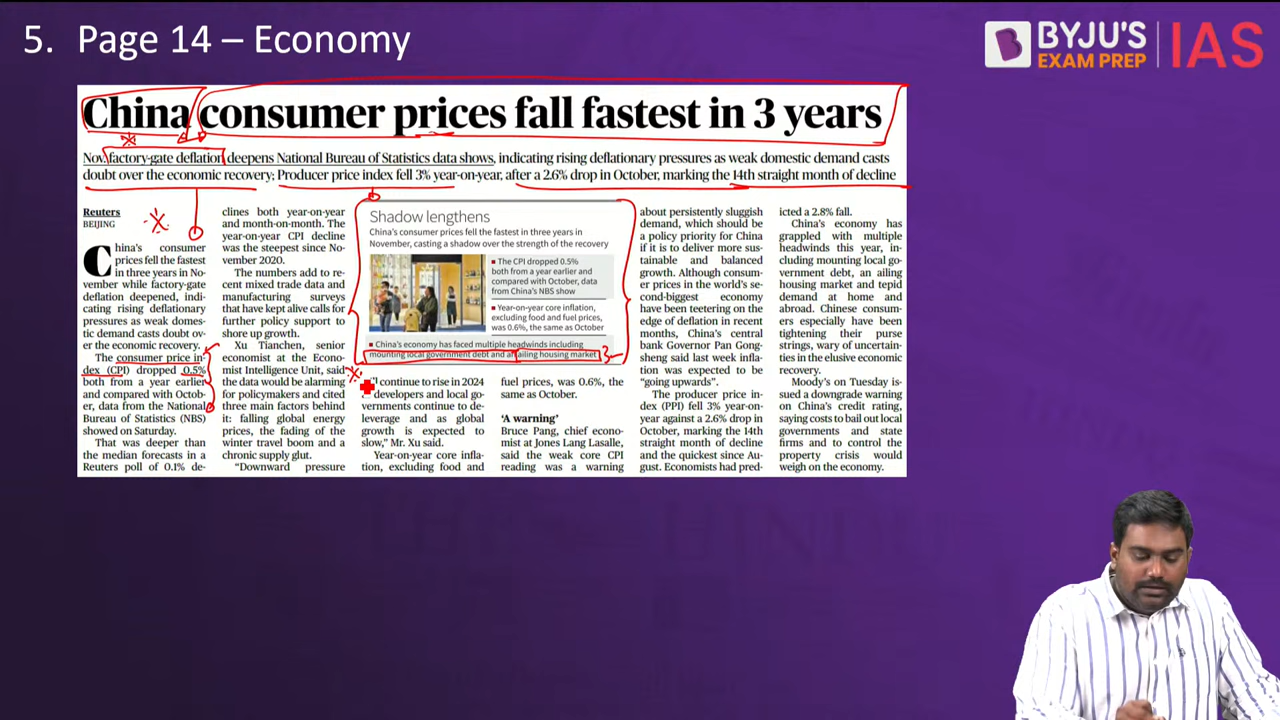 5. Page 14 – Economy
BYJU'S
EXAM PREP
IAS
China consumer prices fall fastest in 3 years
Nov. factory-gate deflation deepens National Bureau of Statistics data shows, indicating rising deflationary pressures as weak domestic demand casts
doubt over the economic recovery; Producer price index fell 3% year-on-year, after a 2.6% drop in October, marking the 14th straight month of decline
Reuters
BEIJING
China's consumer
prices fell the fastest
in three years in No-
vember while factory-gate
deflation deepened, indi-
cating rising deflationary
pressures as weak domes-
tic demand casts doubt ov-
er the economic recovery.
The consumer price in-
dex (CPI) dropped 0.5%
both from a year earlier
and compared with Octob-
er, data from the National
Bureau of Statistics (NBS)
showed on Saturday.
That was deeper than
the median forecasts in a
Reuters poll of 0.1% de-
clines both year-on-year
and month-on-month. The
year-on-year CPI decline
was the steepest since No-
vember 2020.
The numbers add to re-
cent mixed trade data and
manufacturing surveys
that have kept alive calls for
further policy support to
shore up growth.
Xu Tianchen, senior
economist at the Econo-
mist Intelligence Unit, said
the data would be alarming
for policymakers and cited
three main factors behind
it: falling global energy
prices, the fading of the
winter travel boom and a
chronic supply glut.
"Downward pressure
Shadow lengthens
China's consumer prices fell the fastest in three years in
November, casting a shadow over the strength of the recovery
▪ The CPI dropped 0.5%
both from a year earlier and
compared with October, data
from China's NBS show
▪ Year-on-year core inflation,
excluding food and fuel prices,
was 0.6%, the same as October
▪ China's economy has faced multiple headwinds including
mounting local government debt and an ailing housing market
continue to rise in 2024
developers and local go-
vernments continue to de-
leverage and as global
growth is expected to
slow," Mr. Xu said.
Year-on-year core infla-
tion, excluding food and
fuel prices, was 0.6%, the
same as October.
'A warning'
Bruce Pang, chief econo-
mist at Jones Lang Lasalle,
said the weak core CPI
reading was a warning
about persistently sluggish
demand, which should be
a policy priority for China
if it is to deliver more sus-
tainable and balanced
growth. Although consum-
er prices in the world's se-
cond-biggest economy
have been teetering on the
edge of deflation in recent
months, China's central
bank Governor Pan Gong-
sheng said last week infla-
tion was expected to be
"going upwards".
The producer price in-
dex (PPI) fell 3% year-on-
year against a 2.6% drop in
October, marking the 14th
straight month of decline
and the quickest since Au-
gust. Economists had pred-
icted a 2.8% fall.
China's economy has
grappled with multiple
headwinds this year, in-
cluding mounting local go-
vernment debt, an ailing
housing market and tepid
demand at home and
abroad. Chinese consum-
ers especially have been
tightening their purse
strings, wary of uncertain-
ties in the elusive economic
recovery.
Moody's on Tuesday is-
sued a downgrade warning
on China's credit rating,
saying costs to bail out local
governments and state
firms and to control the
property crisis would
weigh on the economy.